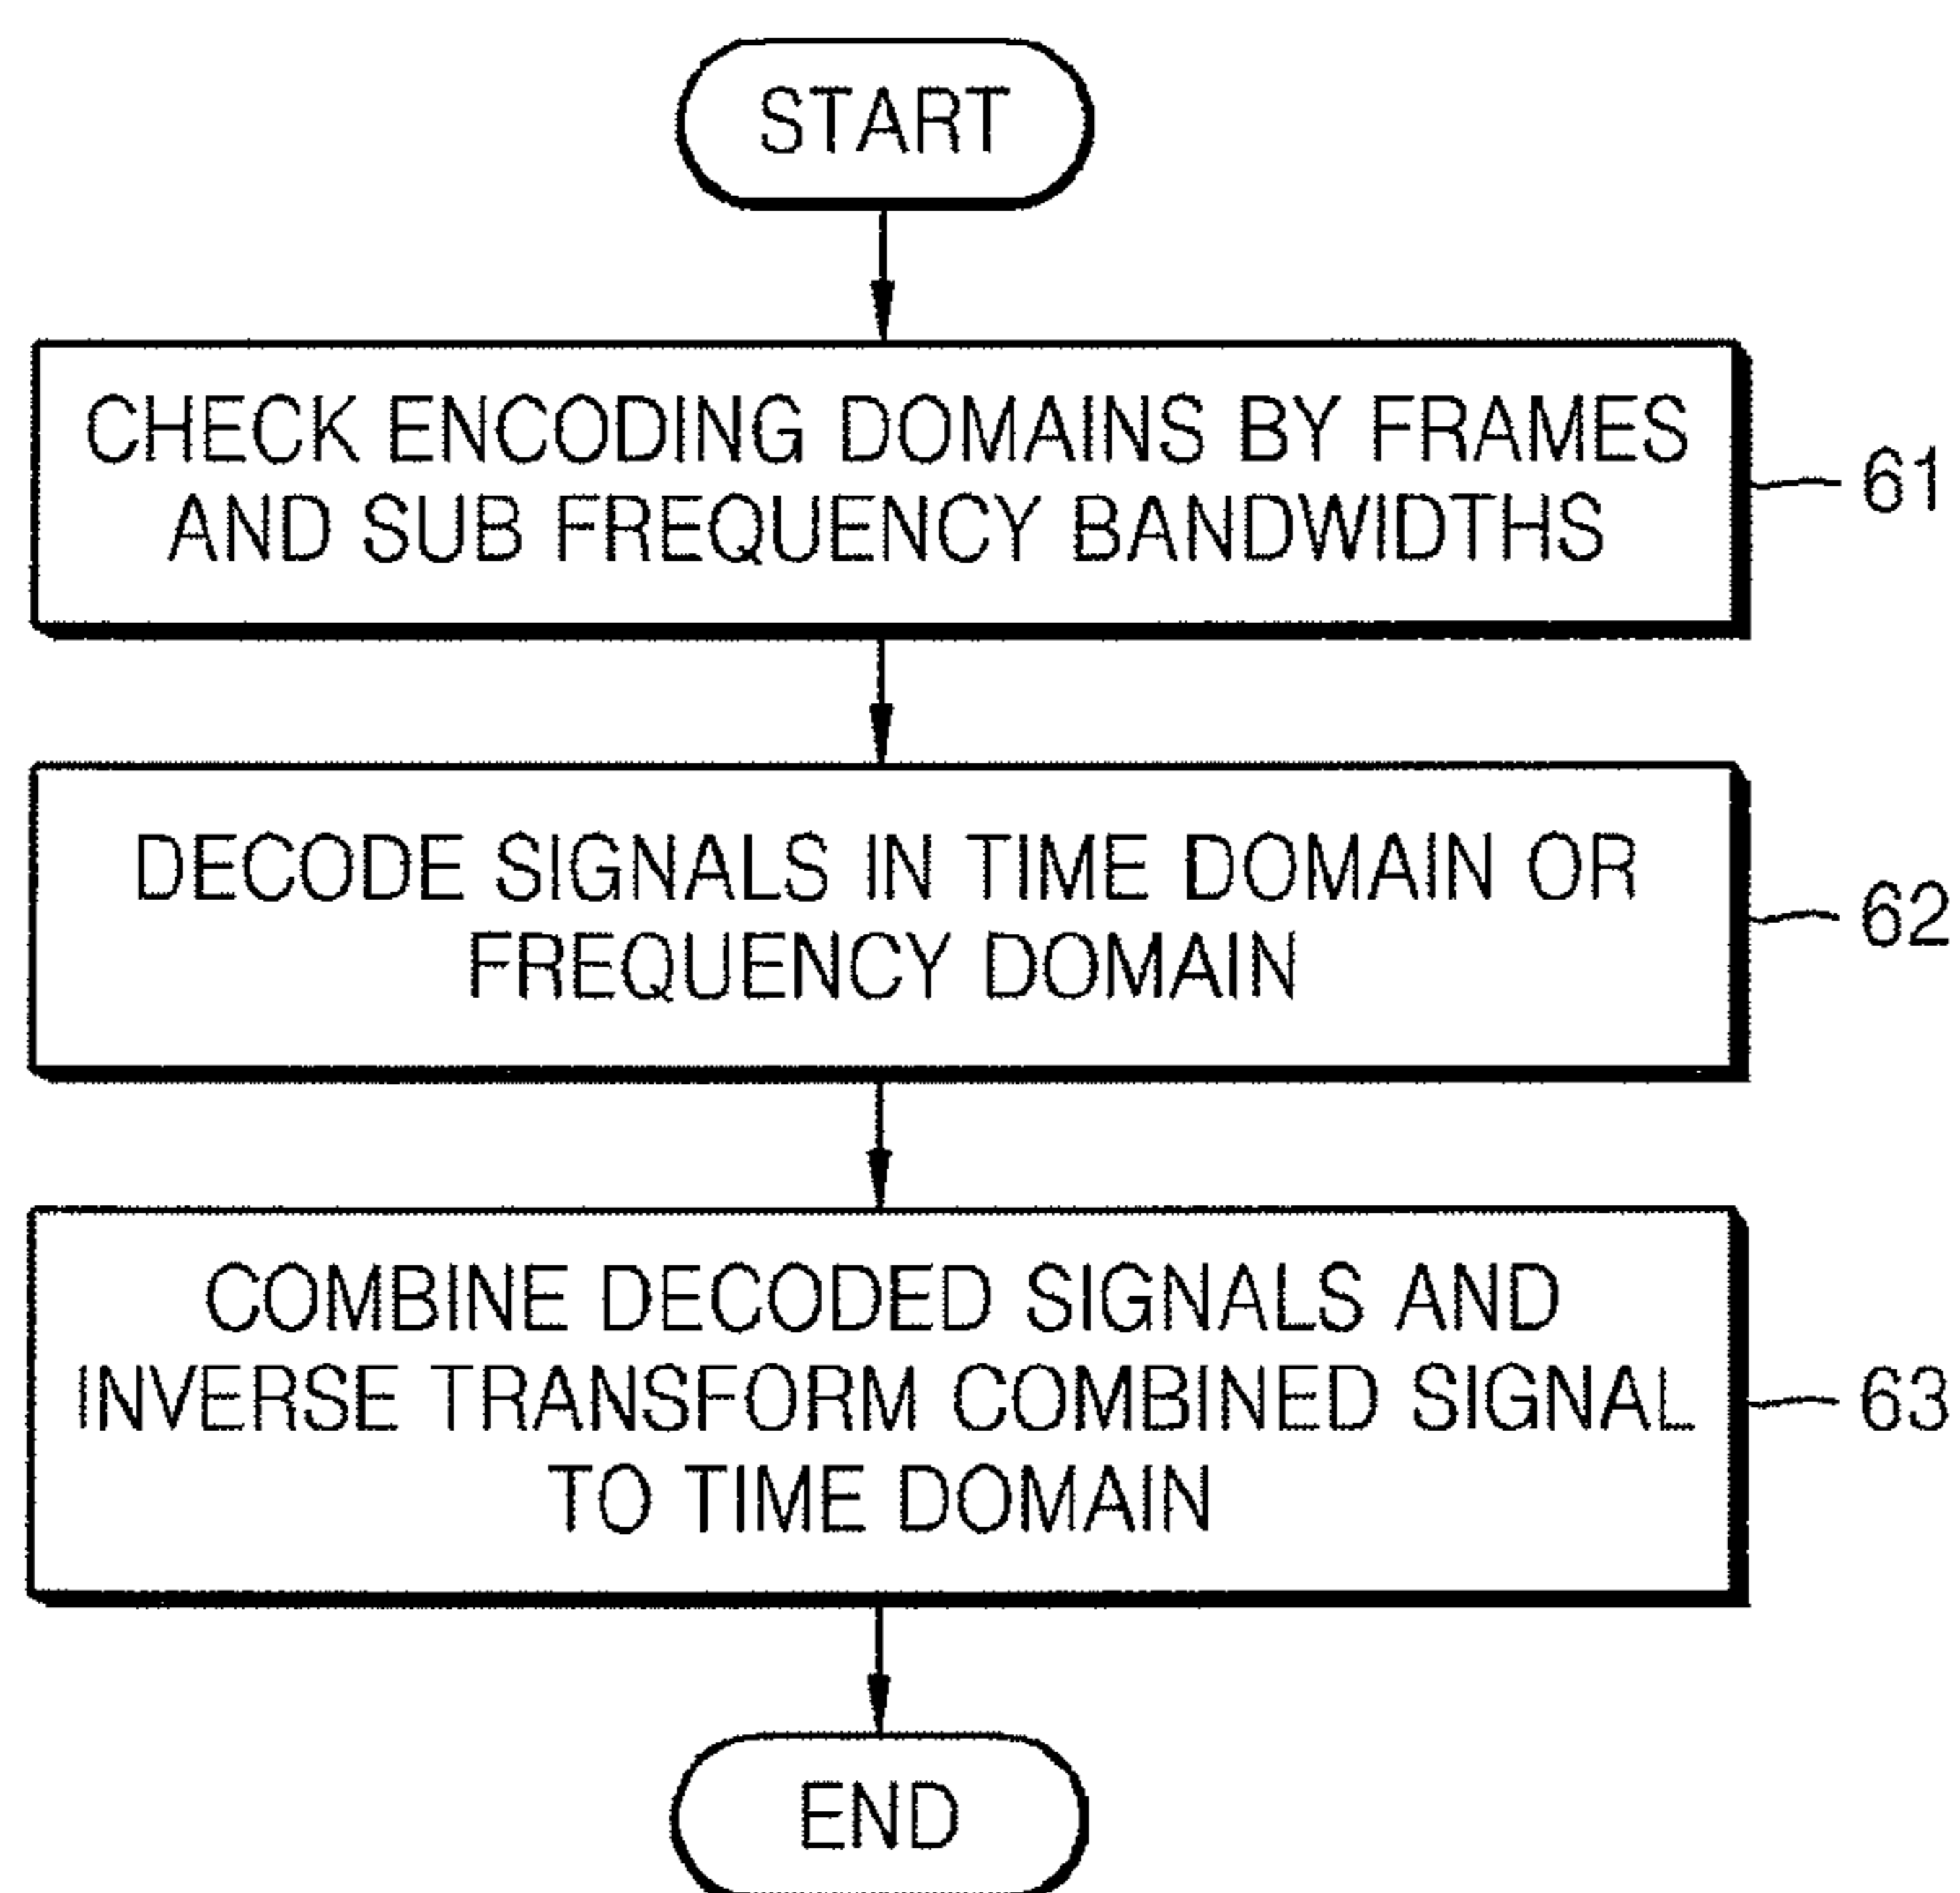 START
CHECK ENCODING DOMAINS BY FRAMES
AND SUB FREQUENCY BANDWIDTHS
61
DECODE SIGNALS IN TIME DOMAIN OR
FREQUENCY DOMAIN
62
COMBINE DECODED SIGNALS AND
INVERSE TRANSFORM COMBINED SIGNAL
TO TIME DOMAIN
63
END